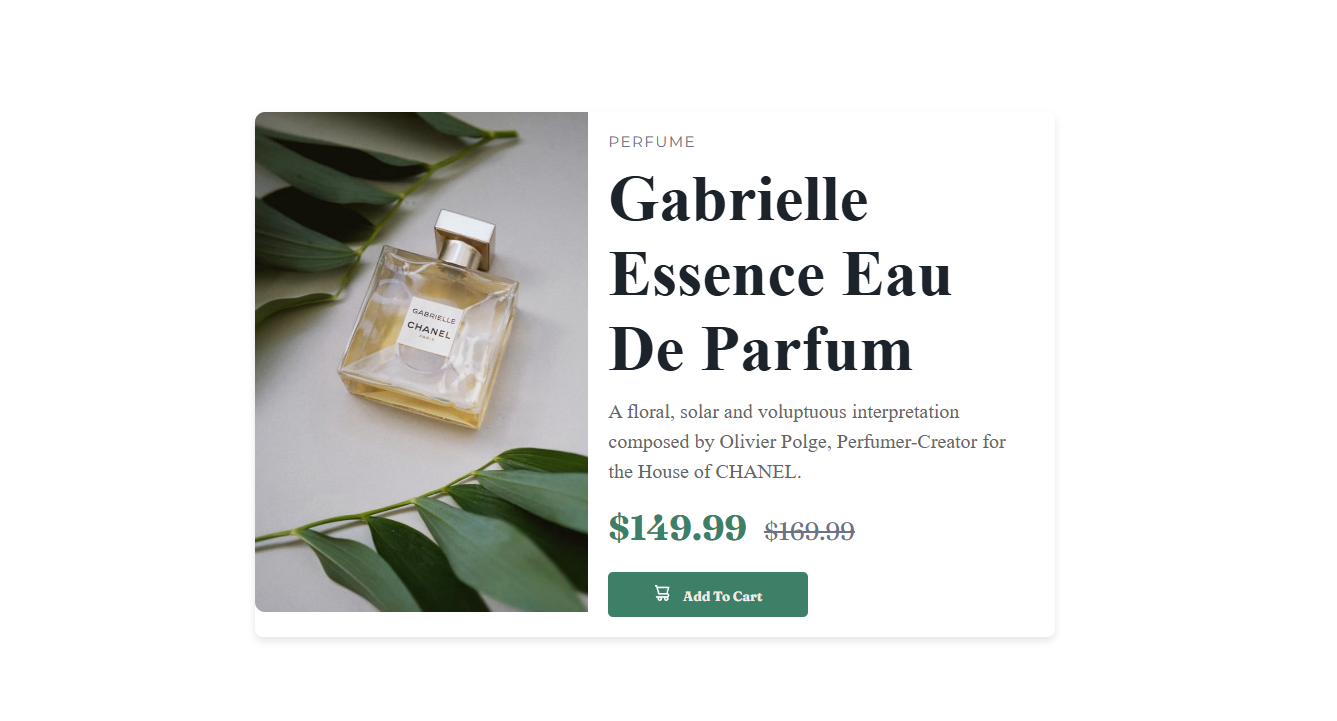 GABRIELLE
CHANEL
PARIS
PERFUME
Gabrielle
Essence Eau
De Parfum
A floral, solar and voluptuous interpretation
composed by Olivier Polge, Perfumer-Creator for
the House of CHANEL.
$149.99 $169.99
Add To Cart